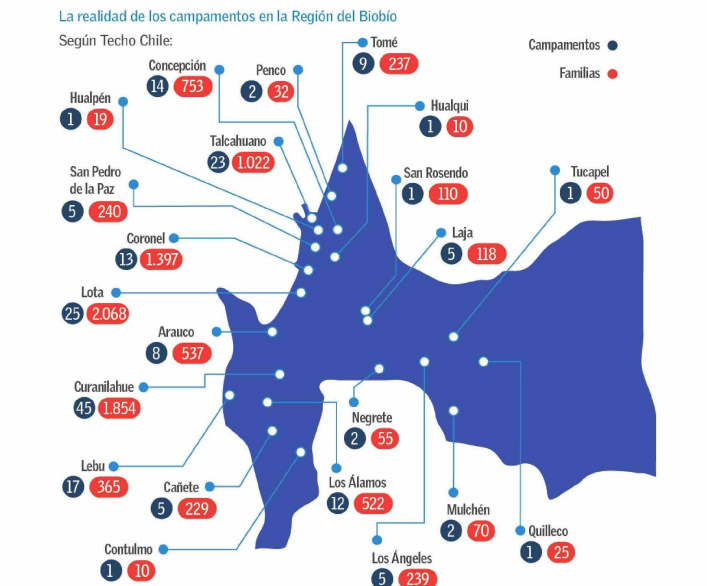 La realidad de los campamentos en la Región del Biobío
Según Techo Chile:
Campamentos
Familias
Tomé
9 237
Concepción
14 753
Penco
2 32
Hualpén
1 19
Hualqui
1 10
Talcahuano
23 1.022
San Pedro
de la Paz
5 240
San Rosendo
1 110
Tucapel
1 50
Coronel
13 1.397
Laja
5 118
Lota
25 2.068
Arauco
8 537
Curanilahue
45 1.854
Negrete
2 55
Lebu
17 365
Cañete
5 229
Los Álamos
12 522
Mulchén
2 70
Quilleco
1 25
Contulmo
1 10
Los Ángeles
5 239